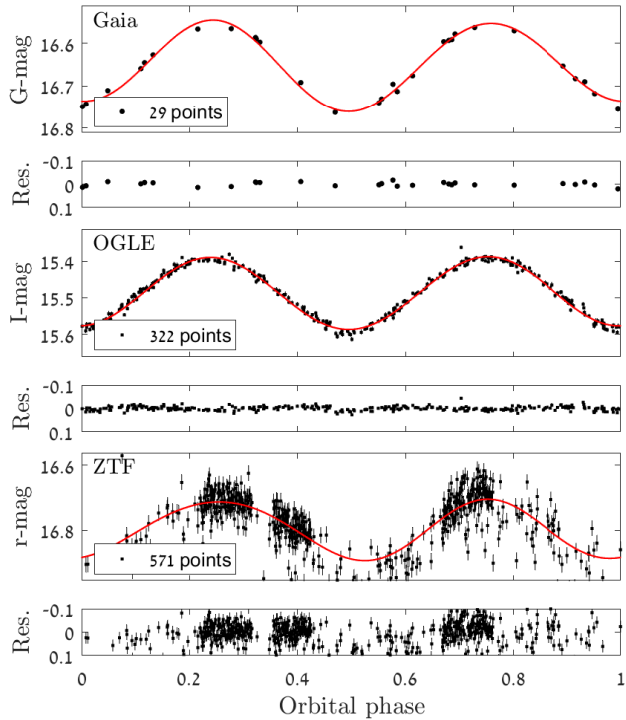 Gaia
G-mag
16.6
16.7
16.8
29 points
Res.
-0.1
0
0.1
OGLE
I-mag
15.4
15.5
15.6
322 points
Res.
-0.1
0
0.1
ZTF
r-mag
16.6
16.8
571 points
Res.
-0.1
0
0.1
0 0.2 0.4 0.6 0.8 1
Orbital phase